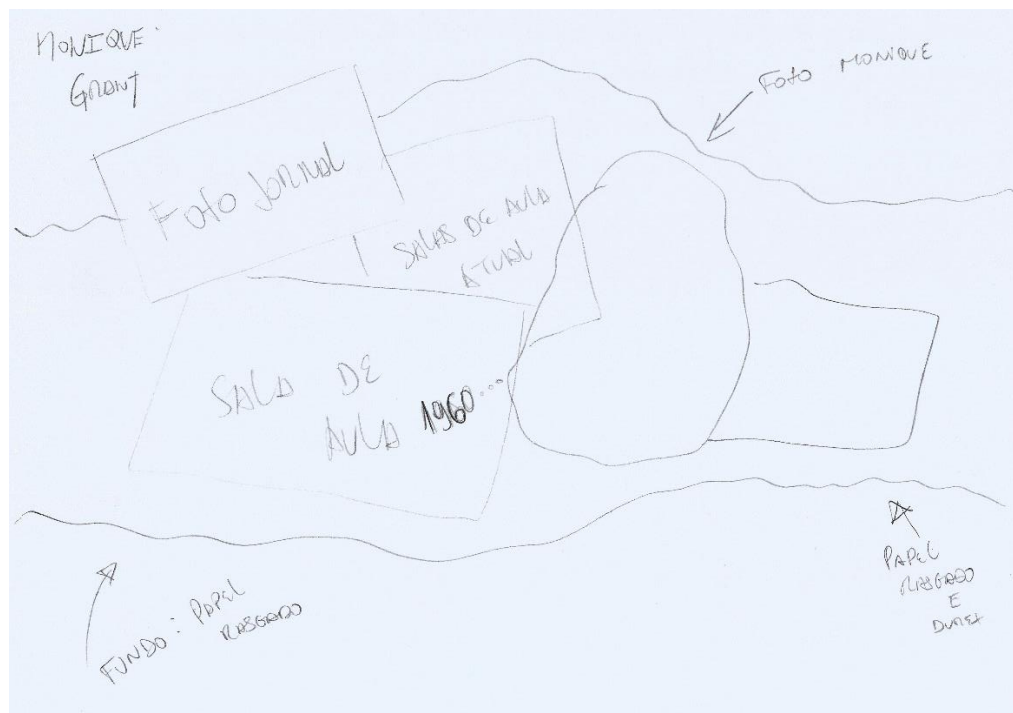 MONIQUE
GRANT
FOTO MONIQUE
FOTO JORNAL
SALAS DE AULA
ATUAL
SALA DE
AULA 1960...
FUNDO: PAPEL
RASGADO
PAPEL
RASGADO
E
DUREX